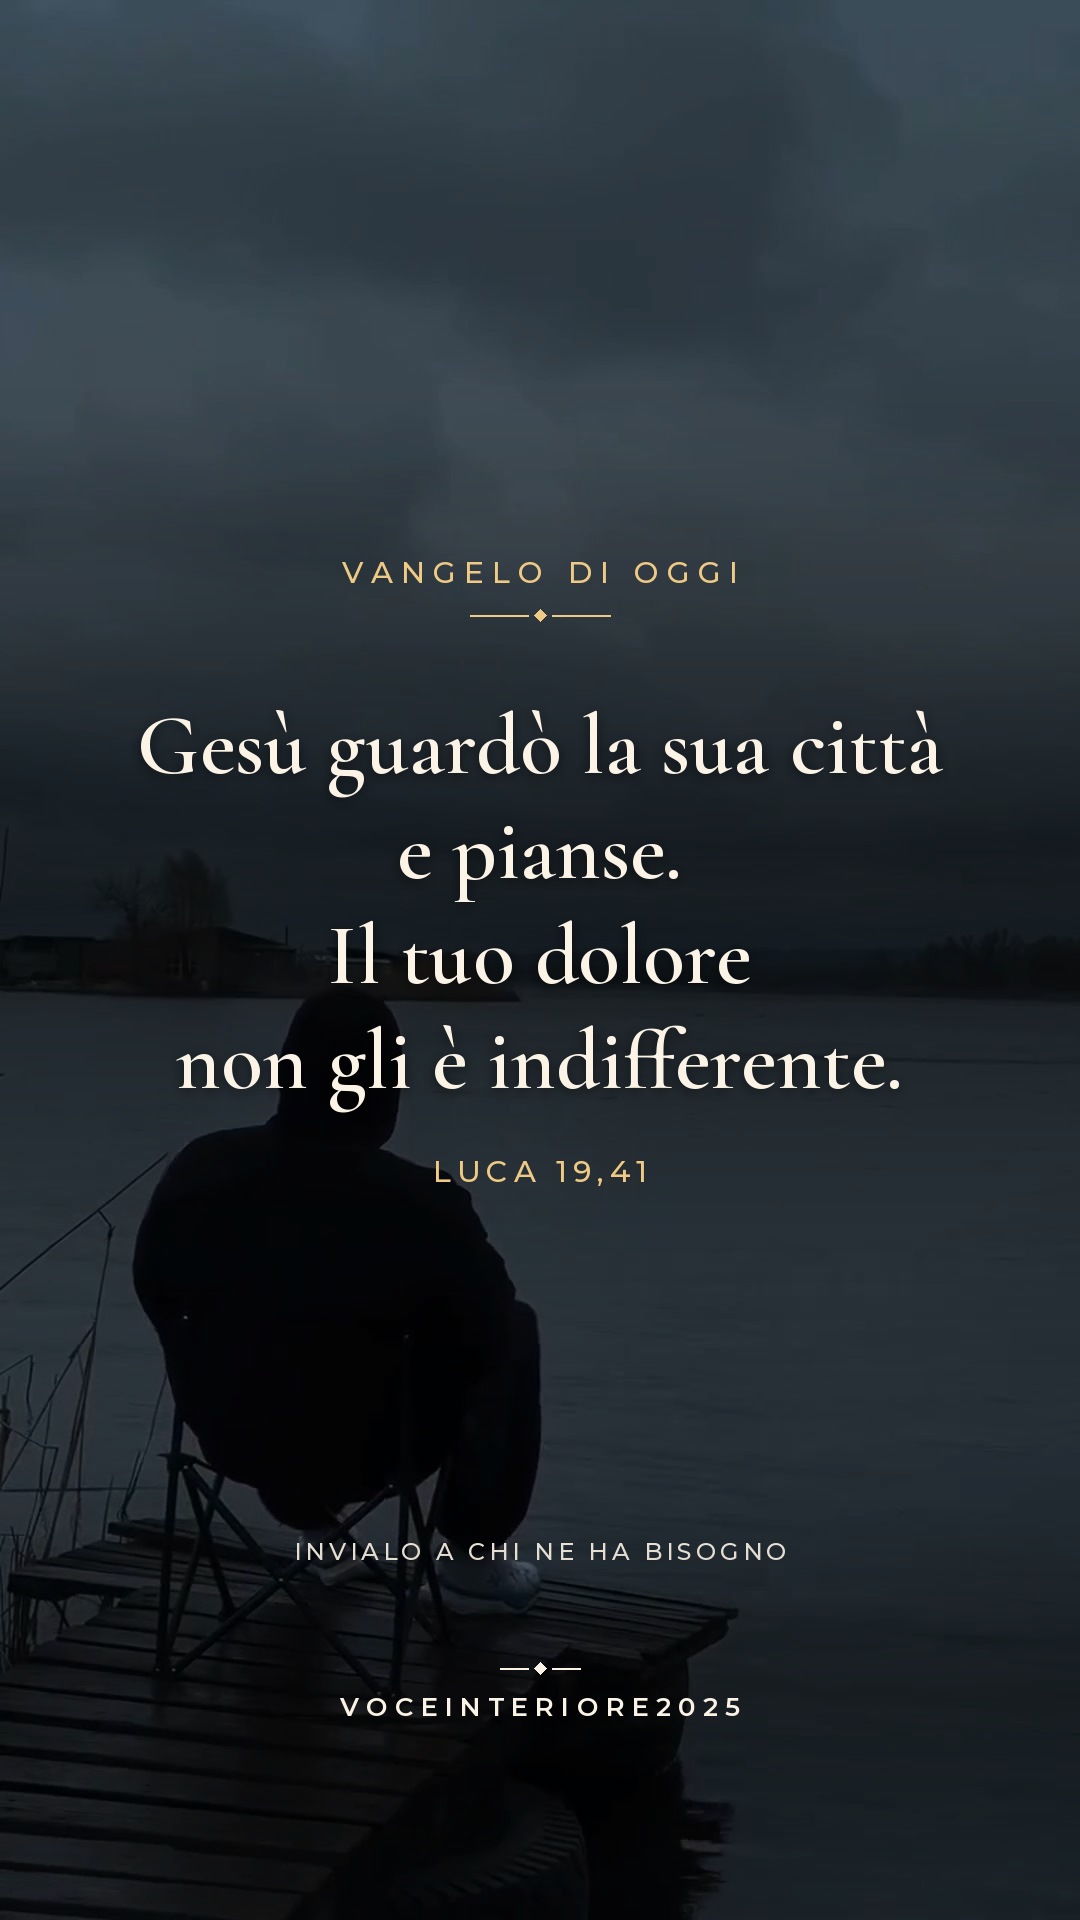 VANGELO DI OGGI
Gesù guardò la sua città
e pianse.
Il tuo dolore
non gli è indifferente.
LUCA 19,41
INVIALO A CHI NE HA BISOGNO
VOCEINTERIORE2025